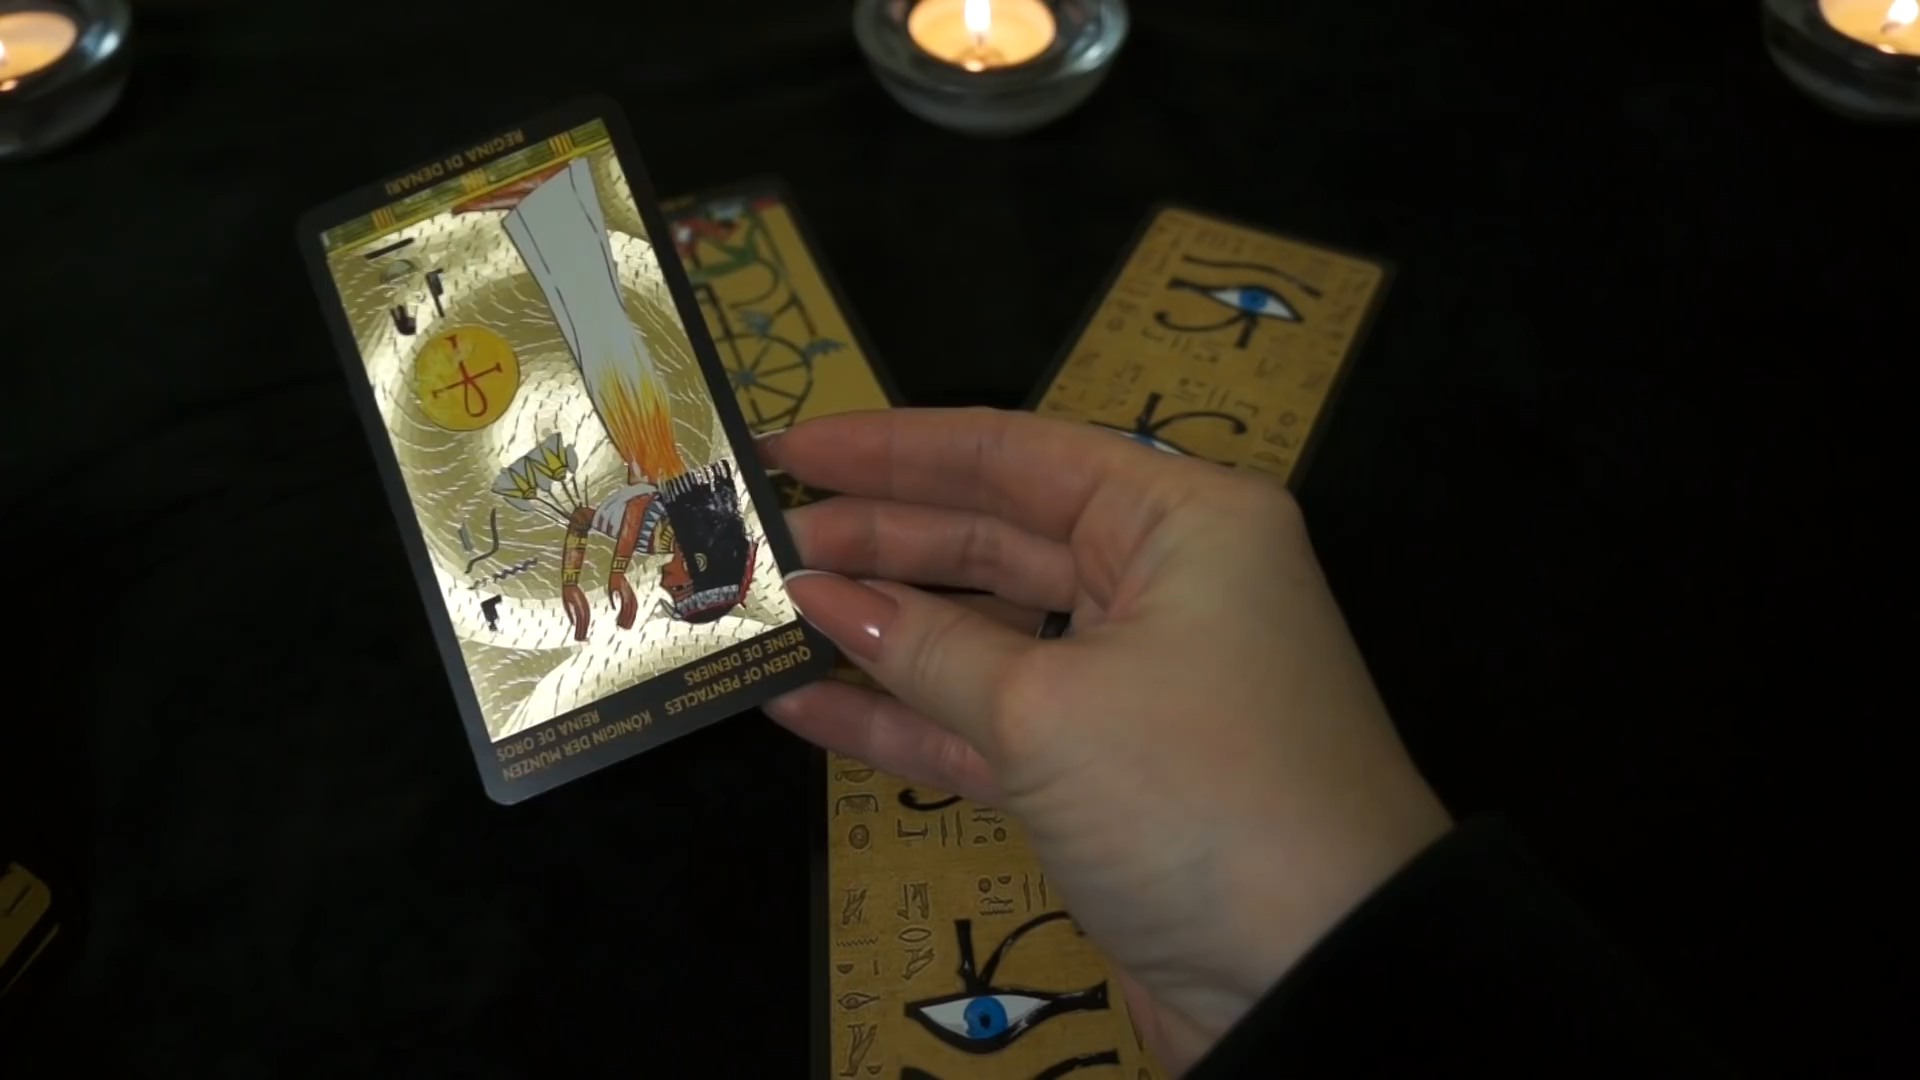 REGINA DI DENARI
QUEEN OF PENTACLES KÖNIGIN DER MÜNZEN
REINE DE DENIERS REINA DE OROS